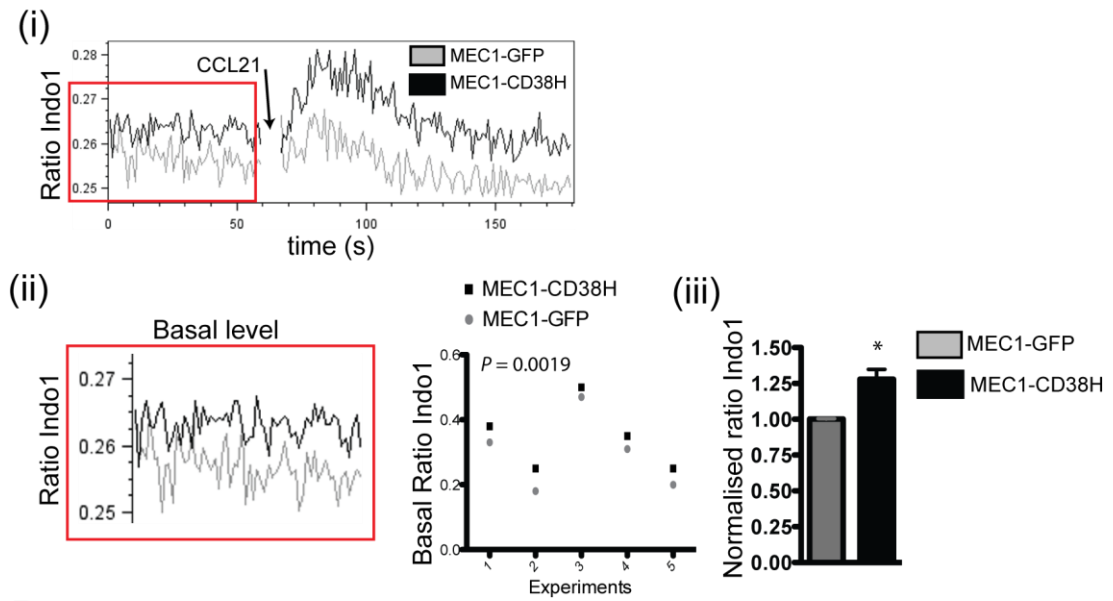 (i)
Ratio Indo1
0.28
0.27
0.26
0.25
CCL21
MEC1-GFP
MEC1-CD38H
0 50 100 150
time (s)
(ii)
Basal level
Ratio Indo1
0.27
0.26
0.25
MEC1-CD38H
MEC1-GFP
Basal Ratio Indo1
0.6
0.4
0.2
0.0
P = 0.0019
1 2 3 4 5
Experiments
(iii)
Normalised ratio Indo1
1.50
1.25
1.00
0.75
0.50
0.25
0.00
*
MEC1-GFP
MEC1-CD38H